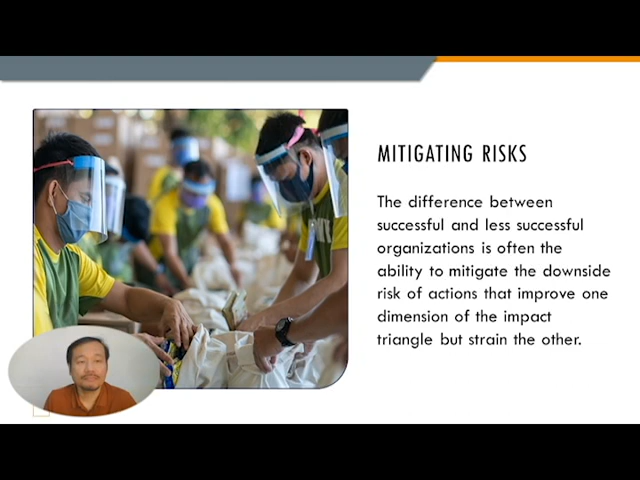 MITIGATING RISKS
The difference between
successful and less successful
organizations is often the
ability to mitigate the downside
risk of actions that improve one
dimension of the impact
triangle but strain the other.